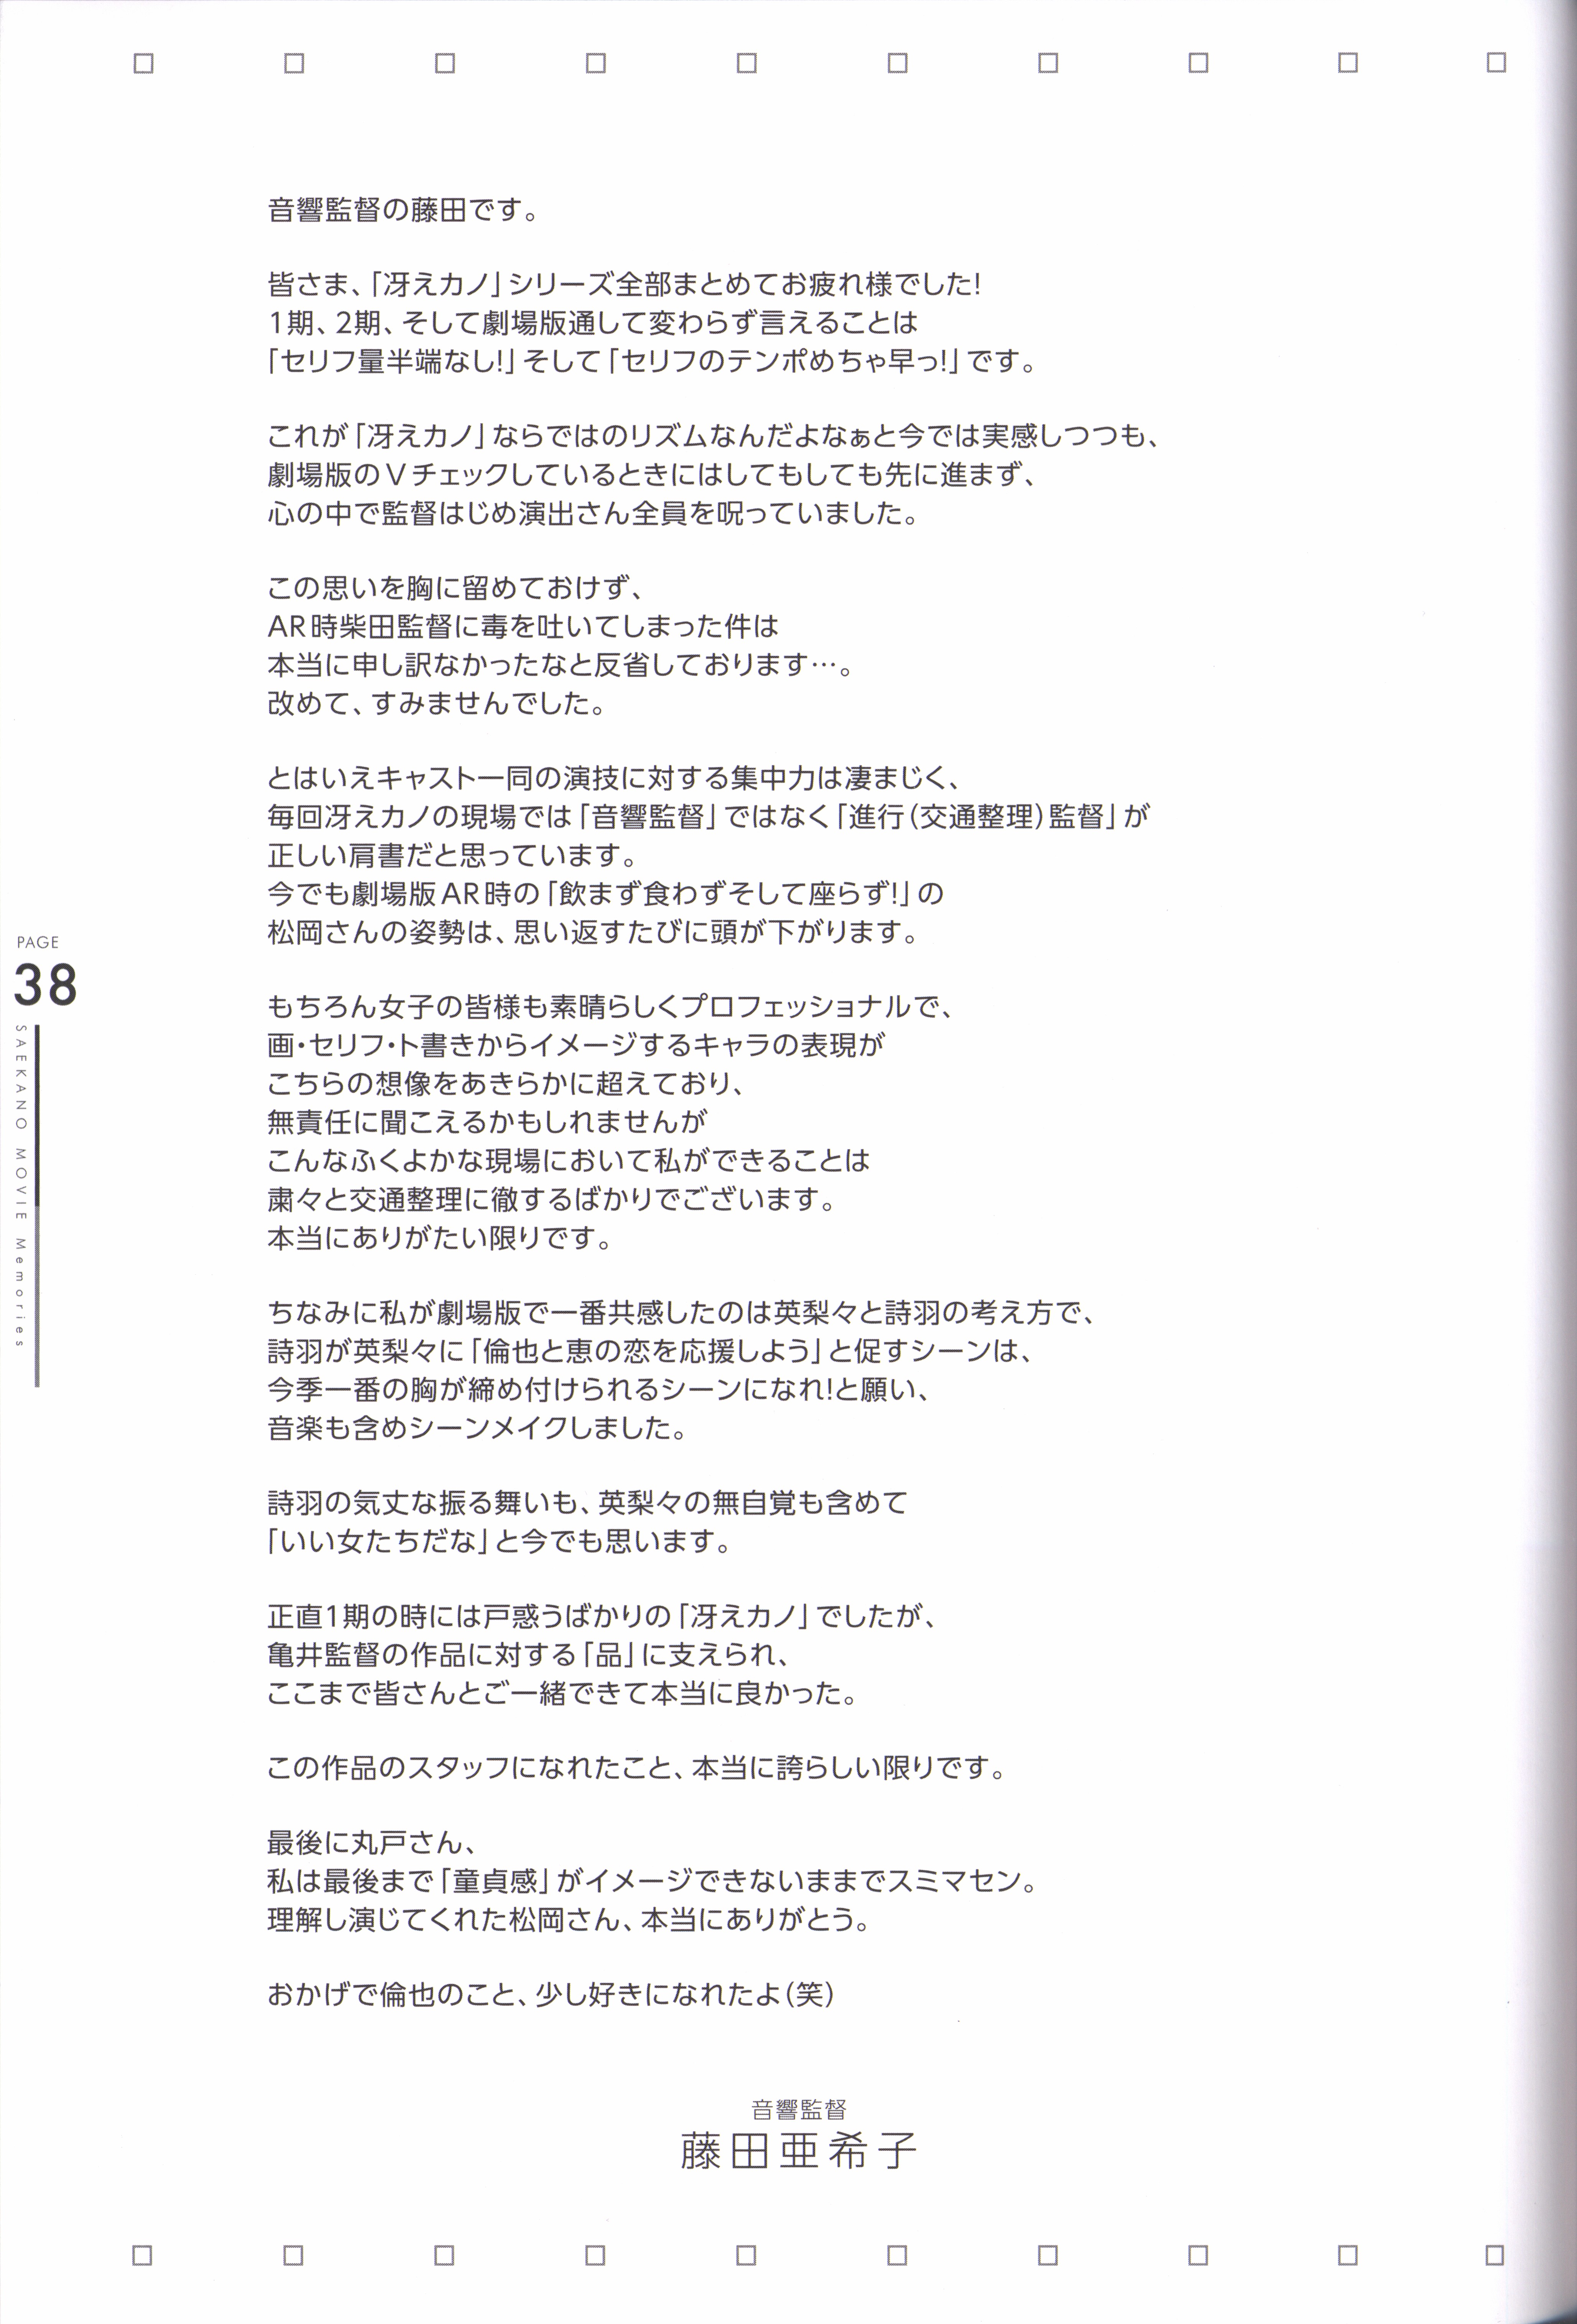 音響監督の藤田です。
皆さま、「冴えカノ」シリーズ全部まとめてお疲れ様でした!
1期、2期、そして劇場版通して変わらず言えることは
「セリフ量半端なし!」そして「セリフのテンポめちゃ早っ!」です。
これが「冴えカノ」ならではのリズムなんだよなぁと今では実感しつつも、
劇場版のVチェックしているときにはしてもしても先に進まず、
心の中で監督はじめ演出さん全員を呪っていました。
この思いを胸に留めておけず、
AR時柴田監督に毒を吐いてしまった件は
本当に申し訳なかったなと反省しております…。
改めて、すみませんでした。
とはいえキャスト一同の演技に対する集中力は凄まじく、
毎回冴えカノの現場では「音響監督」ではなく「進行(交通整理)監督」が
正しい肩書だと思っています。
今でも劇場版AR時の「飲まず食わずそして座らず!」の
松岡さんの姿勢は、思い返すたびに頭が下がります。
もちろん女子の皆様も素晴らしくプロフェッショナルで、
画・セリフ・ト書きからイメージするキャラの表現が
こちらの想像をあきらかに超えており、
無責任に聞こえるかもしれませんが
こんなふくよかな現場において私ができることは
粛々と交通整理に徹するばかりでございます。
本当にありがたい限りです。
ちなみに私が劇場版で一番共感したのは英梨々と詩羽の考え方で、
詩羽が英梨々に「倫也と恵の恋を応援しよう」と促すシーンは、
今季一番の胸が締め付けられるシーンになれ!と願い、
音楽も含めシーンメイクしました。
詩羽の気丈な振る舞いも、英梨々の無自覚も含めて
「いい女たちだな」と今でも思います。
正直1期の時には戸惑うばかりの「冴えカノ」でしたが、
亀井監督の作品に対する「品」に支えられ、
ここまで皆さんとご一緒できて本当に良かった。
この作品のスタッフになれたこと、本当に誇らしい限りです。
最後に丸戸さん、
私は最後まで「童貞感」がイメージできないままでスミマセン。
理解し演じてくれた松岡さん、本当にありがとう。
おかげで倫也のこと、少し好きになれたよ(笑)
音響監督
藤田亜希子
PAGE
38
SAEKANO MOVIE Memories